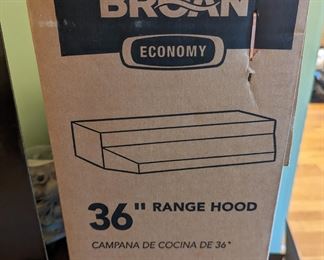 BROAN
ECONOMY
36" RANGE HOOD
CAMPANA DE COCINA DE 36"